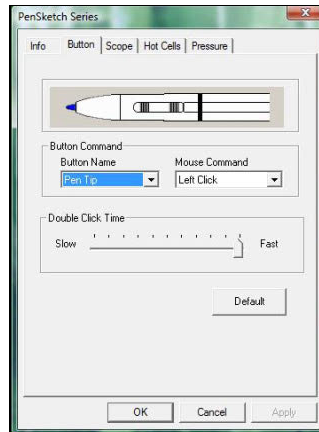 PenSketch Series
Info Button Scope Hot Cells Pressure
Button Command
Button Name Mouse Command
Pen Tip Left Click
Double Click Time
Slow Fast
Default
OK Cancel Apply